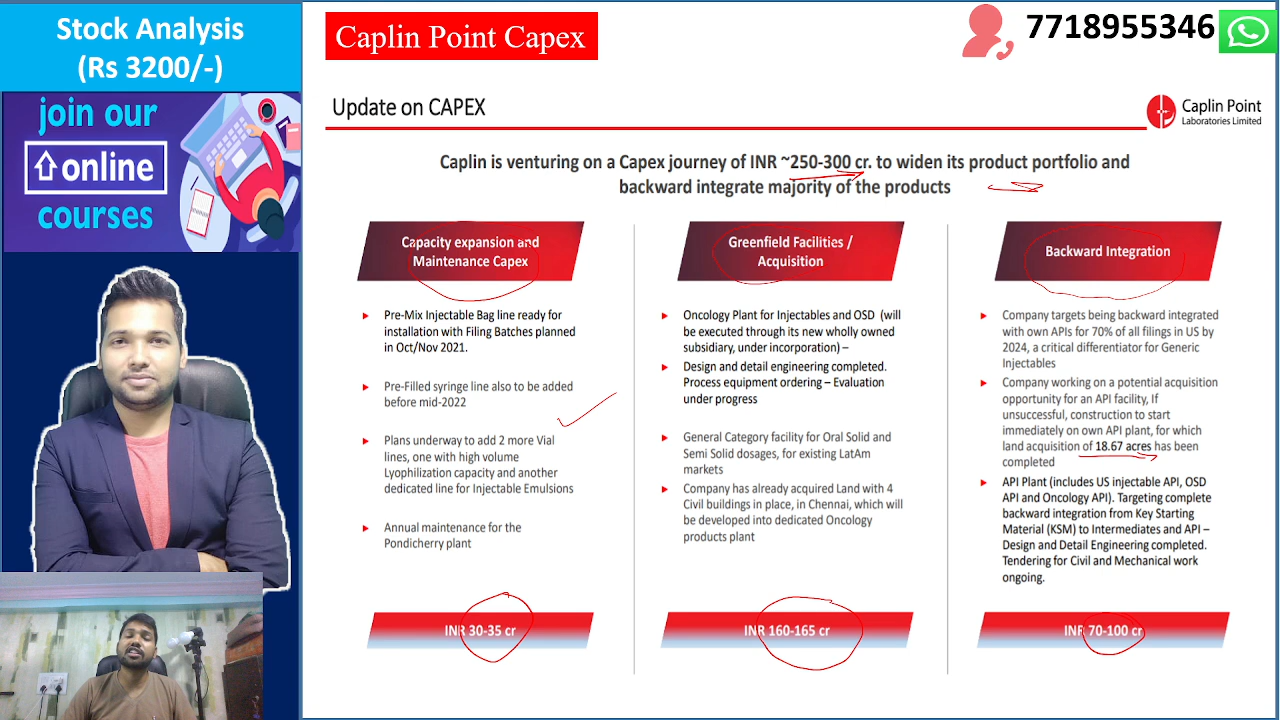 Stock Analysis
(Rs 3200/-)
join our
online
courses
Caplin Point Capex
7718955346
Update on CAPEX
Caplin Point
Laboratories Limited
Caplin is venturing on a Capex journey of INR ~250-300 cr. to widen its product portfolio and
backward integrate majority of the products
Capacity expansion and
Maintenance Capex
Pre-Mix Injectable Bag line ready for
installation with Filing Batches planned
in Oct/Nov 2021.
Pre-Filled syringe line also to be added
before mid-2022
Plans underway to add 2 more Vial
lines, one with high volume
Lyophilization capacity and another
dedicated line for Injectable Emulsions
Annual maintenance for the
Pondicherry plant
INR 30-35 cr
Greenfield Facilities /
Acquisition
Oncology Plant for Injectables and OSD (will
be executed through its new wholly owned
subsidiary, under incorporation) –
Design and detail engineering completed.
Process equipment ordering – Evaluation
under progress
General Category facility for Oral Solid and
Semi Solid dosages, for existing LatAm
markets
Company has already acquired Land with 4
Civil buildings in place, in Chennai, which will
be developed into dedicated Oncology
products plant
INR 160-165 cr
Backward Integration
Company targets being backward integrated
with own APIs for 70% of all filings in US by
2024, a critical differentiator for Generic
Injectables
Company working on a potential acquisition
opportunity for an API facility, If
unsuccessful, construction to start
immediately on own API plant, for which
land acquisition of 18.67 acres has been
completed
API Plant (includes US injectable API, OSD
API and Oncology API). Targeting complete
backward integration from Key Starting
Material (KSM) to Intermediates and API –
Design and Detail Engineering completed.
Tendering for Civil and Mechanical work
ongoing.
INR 70-100 cr